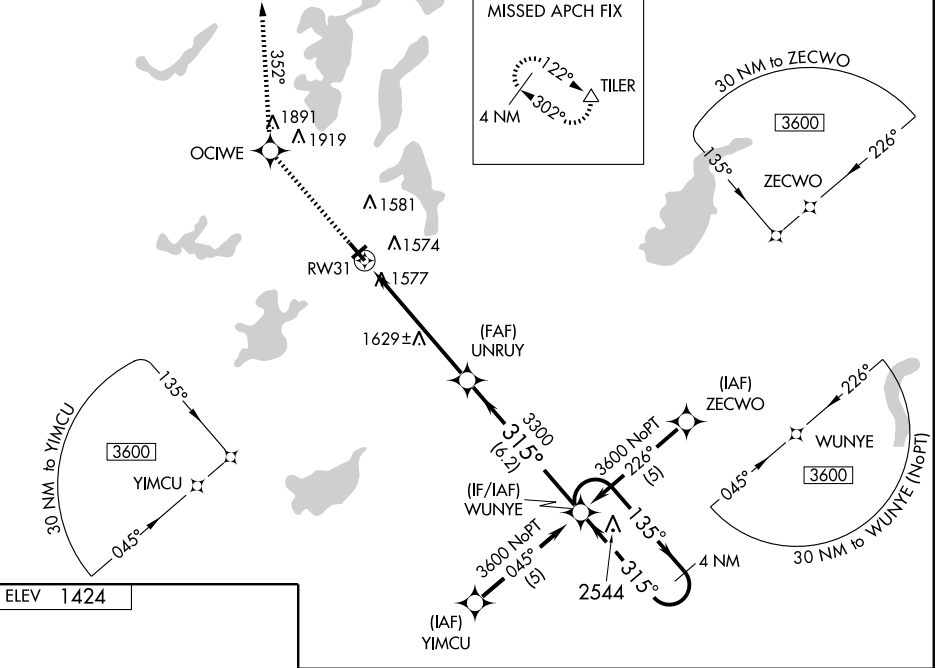 MISSED APCH FIX
122°
TILER
302°
4 NM
352°
1891
1919
OCIWE
1581
1574
RW31
1577
1629±
(FAF)
UNRUY
30 NM to ZECWO
3600
135°
226°
ZECWO
30 NM to YIMCU
135°
3600
YIMCU
045°
3300
315°
(6.2)
(IAF)
ZECWO
3600 NoPT
226°
(5)
(IF/IAF)
WUNYE
135°
4 NM
315°
2544
3600 NoPT
045°
(5)
(IAF)
YIMCU
226°
WUNYE
3600
045°
30 NM to WUNYE (NoPT)
ELEV 1424